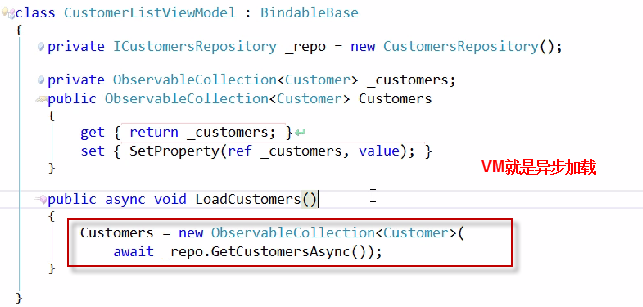 class CustomerListViewModel : BindableBase
{
private ICustomersRepository _repo = new CustomersRepository();
private ObservableCollection<Customer> _customers;
public ObservableCollection<Customer> Customers
{
get { return _customers; }
set { SetProperty(ref _customers, value); }
}
VM就是异步加载
public async void LoadCustomers()
{
Customers = new ObservableCollection<Customer>(
await _repo.GetCustomersAsync());
}
}